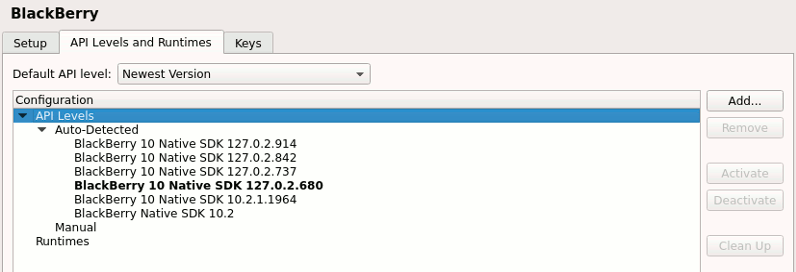 BlackBerry
Setup API Levels and Runtimes Keys
Default API level: Newest Version
Configuration Add...
API Levels
Auto-Detected Remove
BlackBerry 10 Native SDK 127.0.2.914
BlackBerry 10 Native SDK 127.0.2.842
BlackBerry 10 Native SDK 127.0.2.737 Activate
BlackBerry 10 Native SDK 127.0.2.680
BlackBerry 10 Native SDK 10.2.1.1964 Deactivate
BlackBerry Native SDK 10.2
Manual
Runtimes Clean Up